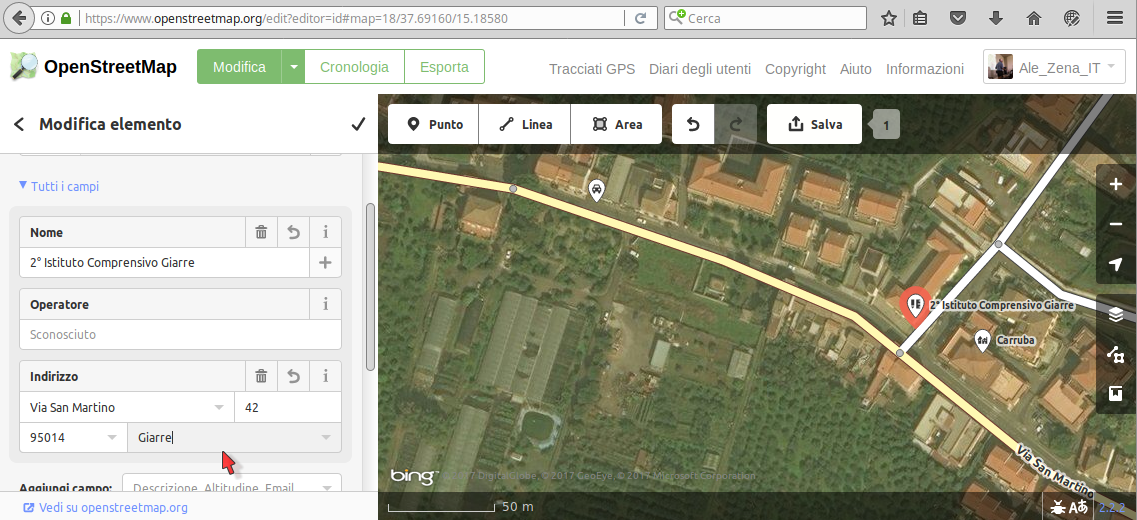 https://www.openstreetmap.org/edit?editor=id#map=18/37.69160/15.18580
Cerca
OpenStreetMap
Modifica
Cronologia
Esporta
Tracciati GPS
Diari degli utenti
Copyright
Aiuto
Informazioni
Ale_Zena_IT
Modifica elemento
Punto
Linea
Area
Salva
1
Tutti i campi
Nome
2° Istituto Comprensivo Giarre
Operatore
Sconosciuto
Indirizzo
Via San Martino
42
95014
Giarre
Aggiungi campo:
Descrizione, Altitudine, Email
Vedi su openstreetmap.org
2° Istituto Comprensivo Giarre
Carruba
Via San Martino
bing
© 2017 DigitalGlobe, © 2017 GeoEye, © 2017 Microsoft Corporation
50 m
2.2.2